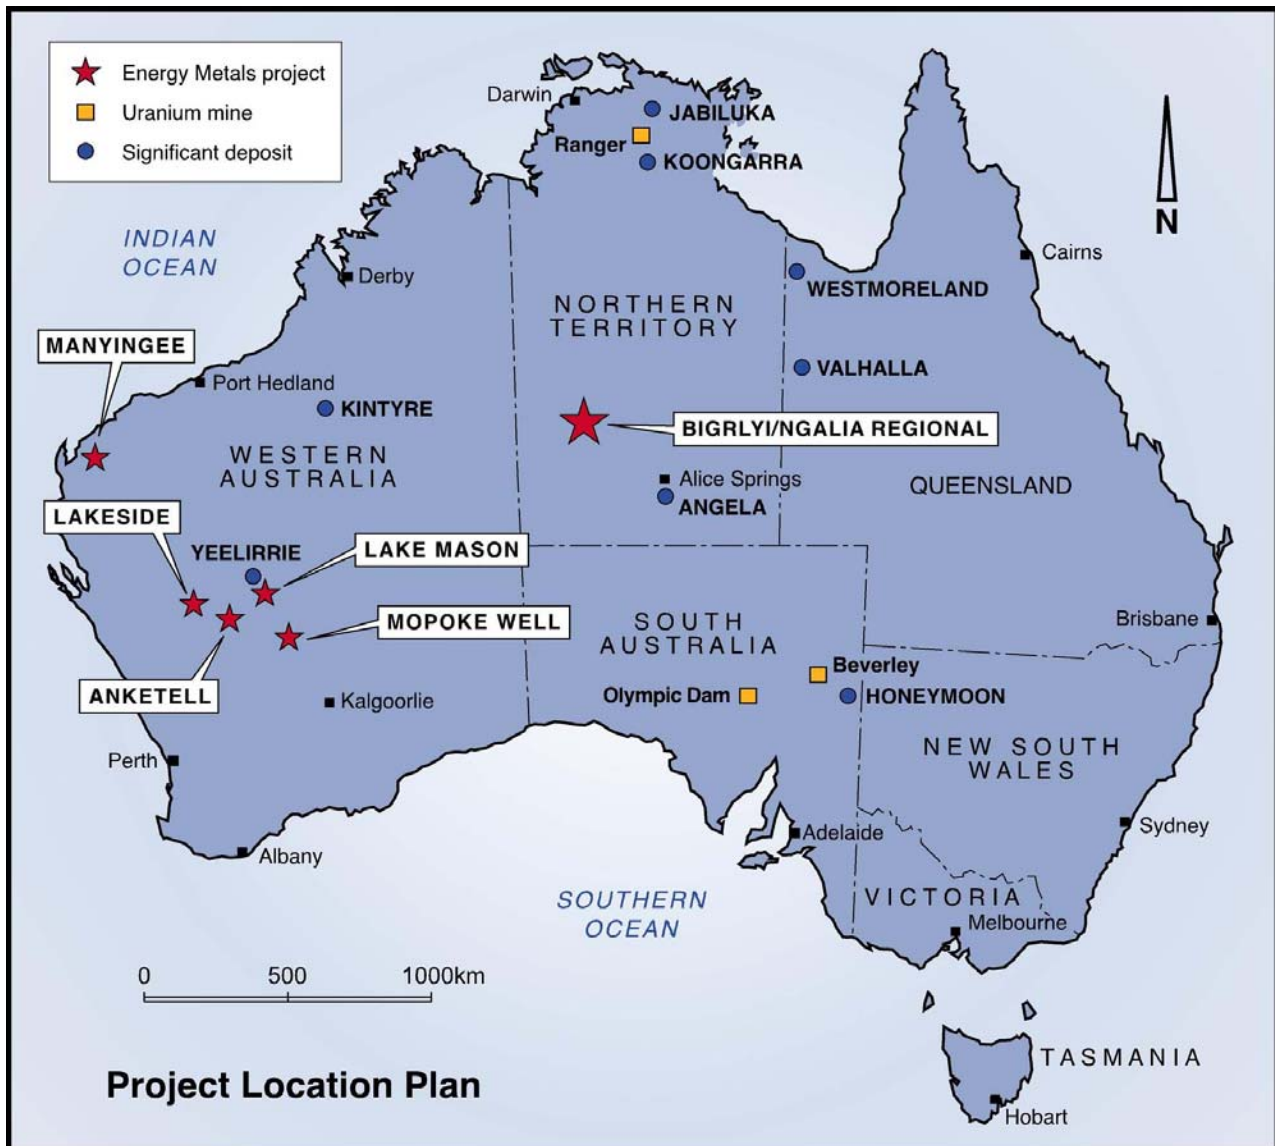 Energy Metals project
Uranium mine
Significant deposit
Darwin
JABILUKA
Ranger
KOONGARRA
N
INDIAN
OCEAN
Derby
Cairns
WESTMORELAND
NORTHERN
TERRITORY
MANYINGEE
Port Hedland
KINTYRE
VALHALLA
BIGRLYI/NGALIA REGIONAL
WESTERN
AUSTRALIA
Alice Springs
ANGELA
QUEENSLAND
LAKESIDE
YEELIRRIE
LAKE MASON
MOPOKE WELL
SOUTH
AUSTRALIA
Brisbane
ANKETELL
Kalgoorlie
Beverley
Olympic Dam
HONEYMOON
Perth
NEW SOUTH
WALES
Albany
Adelaide
Sydney
SOUTHERN
OCEAN
VICTORIA
Melbourne
0 500 1000km
TASMANIA
Project Location Plan
Hobart